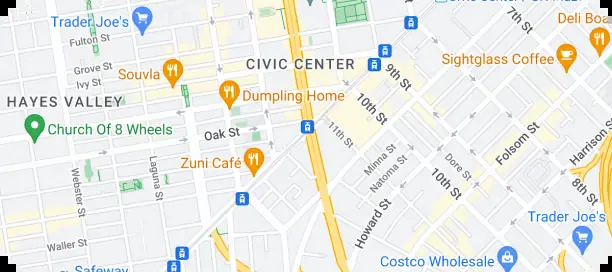 Trader Joe's
7th St
Deli Boa
Fulton St
Sightglass Coffee
Grove St
Ivy St
Souvla
CIVIC CENTER
9th St
HAYES VALLEY
Dumpling Home
10th St
Church Of 8 Wheels
Oak St
11th St
Folsom St
Harrison St
Zuni Café
Minna St
Natoma St
Dore St
Laguna St
Webster St
10th St
8th St
Howard St
Trader Joe's
Waller St
Costco Wholesale
Safeway